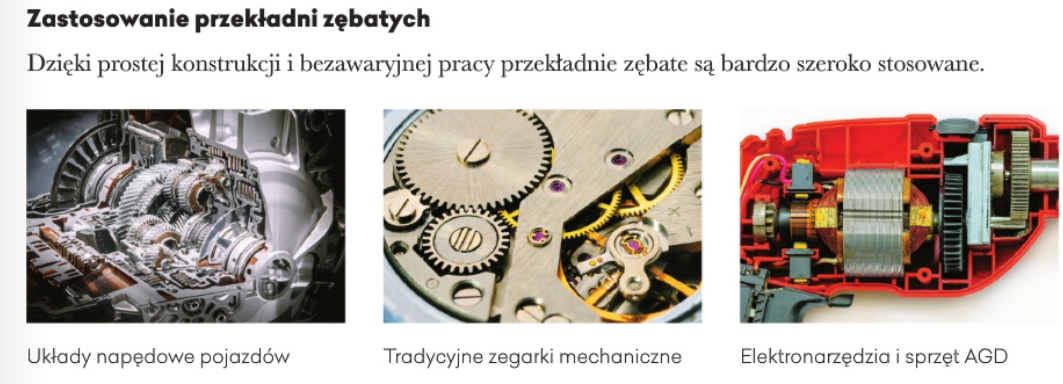 Zastosowanie przekładni zębatych
Dzięki prostej konstrukcji i bezawaryjnej pracy przekładnie zębate są bardzo szeroko stosowane.
Układy napędowe pojazdów
Tradycyjne zegarki mechaniczne
Elektronarzędzia i sprzęt AGD